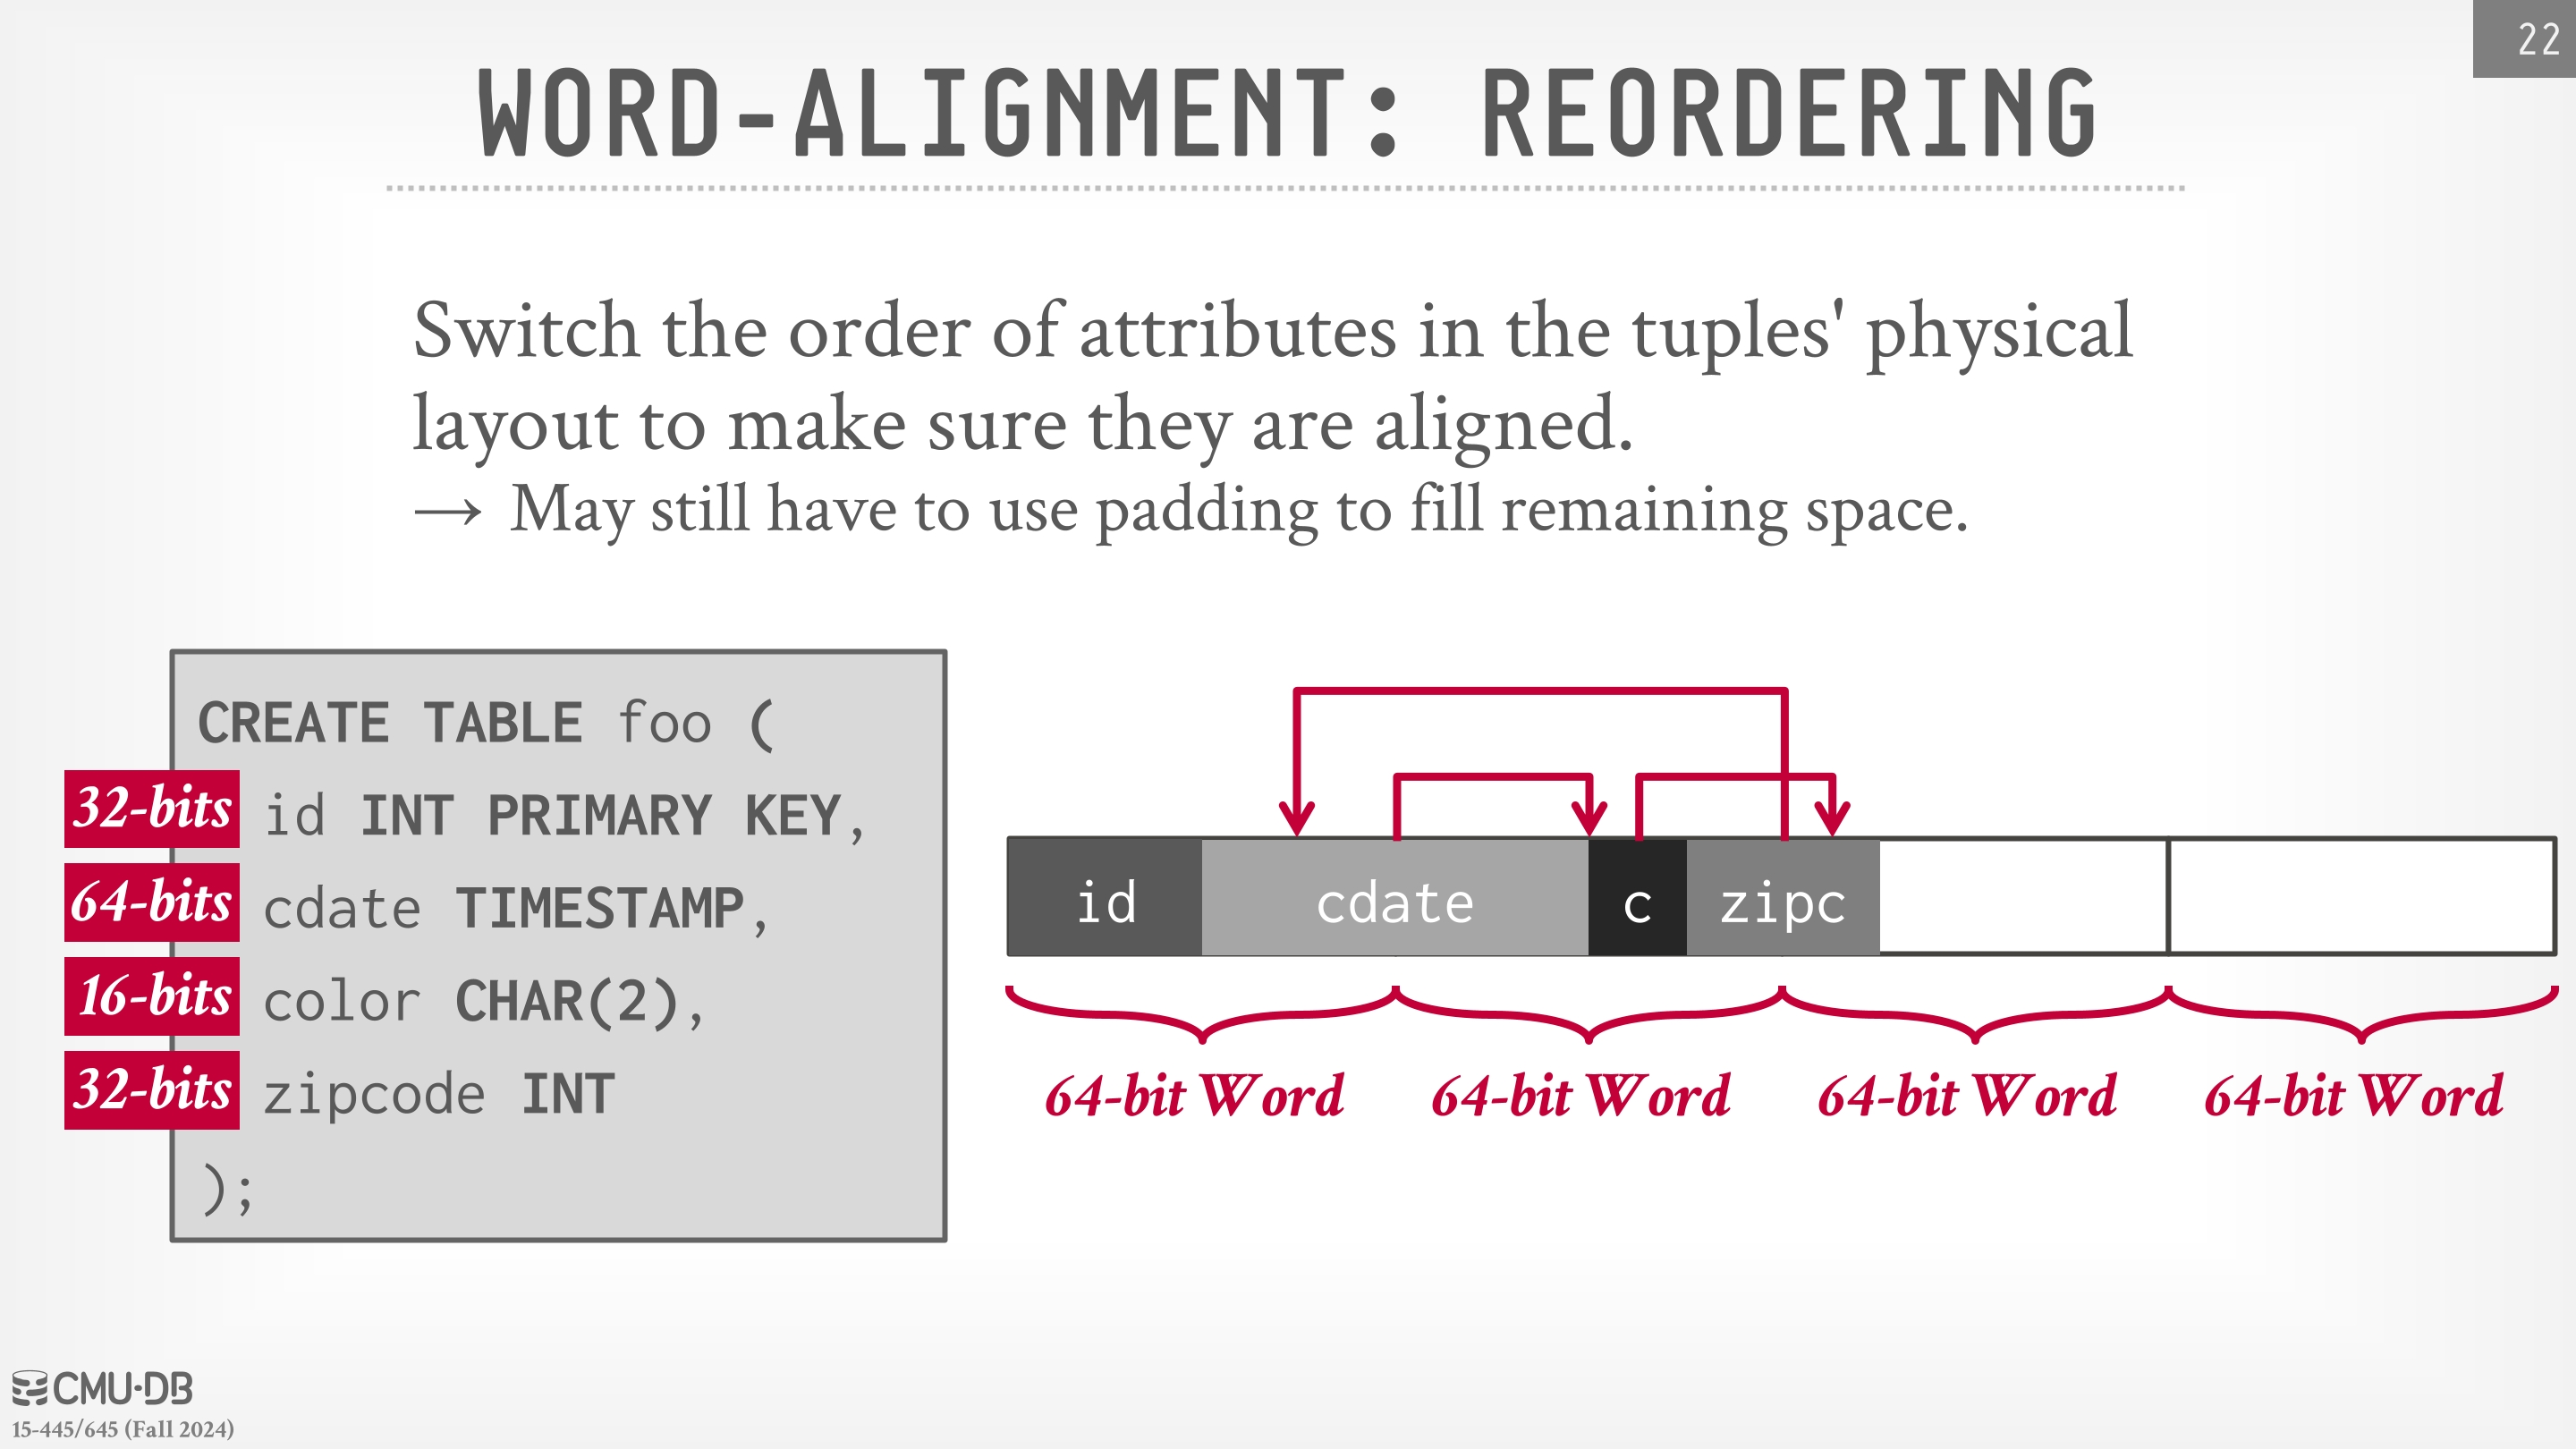 22
WORD-ALIGNMENT: REORDERING
Switch the order of attributes in the tuples' physical
layout to make sure they are aligned.
→ May still have to use padding to fill remaining space.
CREATE TABLE foo (
32-bits id INT PRIMARY KEY,
64-bits cdate TIMESTAMP,
16-bits color CHAR(2),
32-bits zipcode INT
);
id cdate c zipc
64-bit Word 64-bit Word 64-bit Word 64-bit Word
CMU·DB
15-445/645 (Fall 2024)